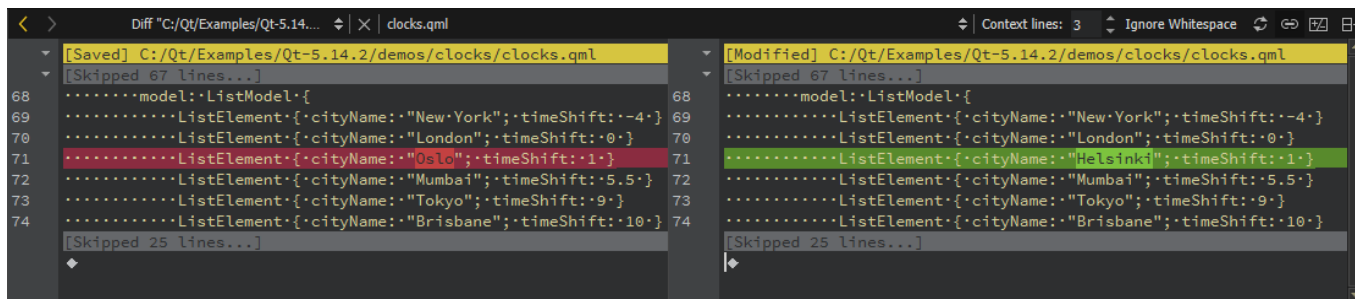 Diff "C:/Qt/Examples/Qt-5.14.... clocks.qml Context lines: 3 Ignore Whitespace
[Saved] C:/Qt/Examples/Qt-5.14.2/demos/clocks/clocks.qml
[Skipped 67 lines...]
68 ········model:·ListModel·{
69 ············ListElement·{·cityName:·"New·York";·timeShift:·-4·}
70 ············ListElement·{·cityName:·"London";·timeShift:·0·}
71 ············ListElement·{·cityName:·"Oslo";·timeShift:·1·}
72 ············ListElement·{·cityName:·"Mumbai";·timeShift:·5.5·}
73 ············ListElement·{·cityName:·"Tokyo";·timeShift:·9·}
74 ············ListElement·{·cityName:·"Brisbane";·timeShift:·10·}
[Skipped 25 lines...]
[Modified] C:/Qt/Examples/Qt-5.14.2/demos/clocks/clocks.qml
[Skipped 67 lines...]
68 ········model:·ListModel·{
69 ············ListElement·{·cityName:·"New·York";·timeShift:·-4·}
70 ············ListElement·{·cityName:·"London";·timeShift:·0·}
71 ············ListElement·{·cityName:·"Helsinki";·timeShift:·1·}
72 ············ListElement·{·cityName:·"Mumbai";·timeShift:·5.5·}
73 ············ListElement·{·cityName:·"Tokyo";·timeShift:·9·}
74 ············ListElement·{·cityName:·"Brisbane";·timeShift:·10·}
[Skipped 25 lines...]